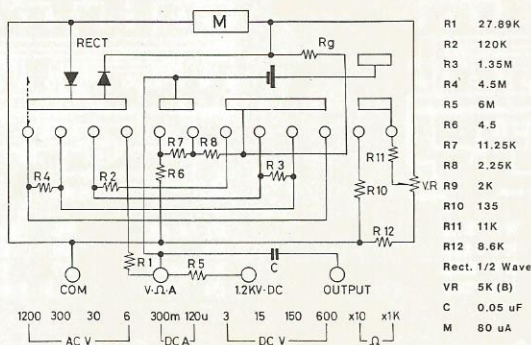 M
RECT
Rg
R7
R8
R11
R4
R2
R6
R3
R10
VR
R12
R1
R5
C
COM
V·Ω·A
1.2KV·DC
OUTPUT
1200 300 30 6 300m 120u 3 15 150 600 x10 x1K
AC V DCA DC V Ω
R1 27.89K
R2 120K
R3 1.35M
R4 4.5M
R5 6M
R6 4.5
R7 11.25K
R8 2.25K
R9 2K
R10 135
R11 11K
R12 8.6K
Rect. 1/2 Wave
VR 5K (B)
C 0.05 uF
M 80 uA